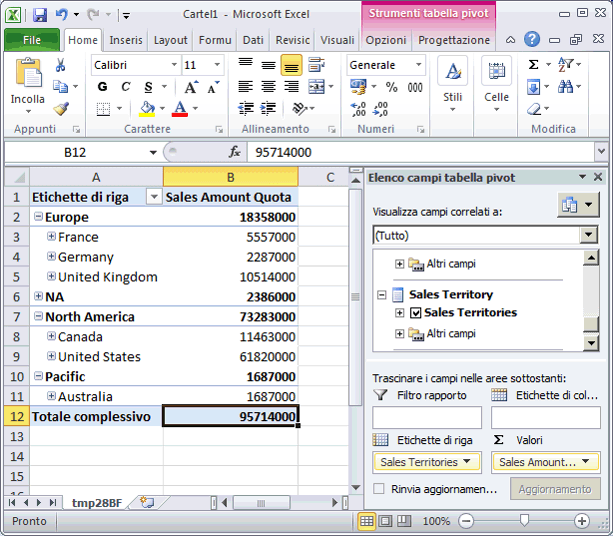 Cartel1 - Microsoft Excel
Strumenti tabella pivot
File Home Inseris Layout Formu Dati Revisic Visuali Opzioni Progettazione
Calibri 11 Generale
Incolla G C S A A % 000 Stili Celle
A ,00
Appunti Carattere Allineamento Numeri Modifica
B12 fx 95714000
A B C
1 Etichette di riga Sales Amount Quota
2 Europe 18358000
3 France 5557000
4 Germany 2287000
5 United Kingdom 10514000
6 NA 2386000
7 North America 73283000
8 Canada 11463000
9 United States 61820000
10 Pacific 1687000
11 Australia 1687000
12 Totale complessivo 95714000
13
14
15
16
Elenco campi tabella pivot
Visualizza campi correlati a:
(Tutto)
Altri campi
Sales Territory
Sales Territories
Altri campi
Trascinare i campi nelle aree sottostanti:
Filtro rapporto Etichette di col...
Etichette di riga Σ Valori
Sales Territories Sales Amount...
Rinvia aggiornamen... Aggiornamento
tmp28BF
Pronto 100%